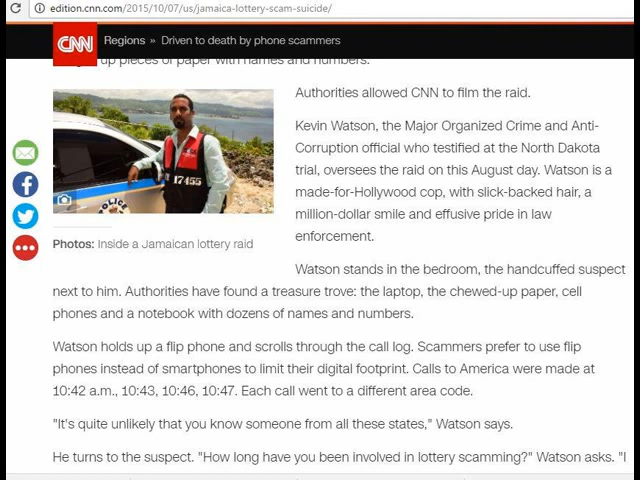 edition.cnn.com/2015/10/07/us/jamaica-lottery-scam-suicide/
CNN Regions » Driven to death by phone scammers
up pieces of paper with names and numbers.
Authorities allowed CNN to film the raid.
Kevin Watson, the Major Organized Crime and Anti-
Corruption official who testified at the North Dakota
trial, oversees the raid on this August day. Watson is a
made-for-Hollywood cop, with slick-backed hair, a
million-dollar smile and effusive pride in law
enforcement.
17455
POLICE
Photos: Inside a Jamaican lottery raid
Watson stands in the bedroom, the handcuffed suspect
next to him. Authorities have found a treasure trove: the laptop, the chewed-up paper, cell
phones and a notebook with dozens of names and numbers.
Watson holds up a flip phone and scrolls through the call log. Scammers prefer to use flip
phones instead of smartphones to limit their digital footprint. Calls to America were made at
10:42 a.m., 10:43, 10:46, 10:47. Each call went to a different area code.
"It's quite unlikely that you know someone from all these states," Watson says.
He turns to the suspect. "How long have you been involved in lottery scamming?" Watson asks. "I